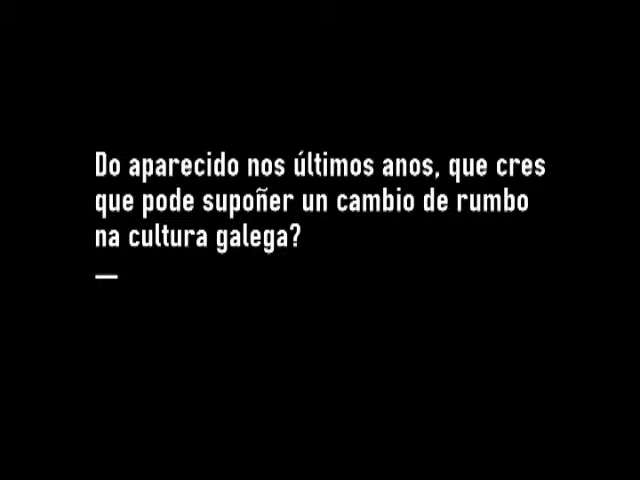 Do aparecido nos últimos anos, que cres
que pode supoñer un cambio de rumbo
na cultura galega?
—